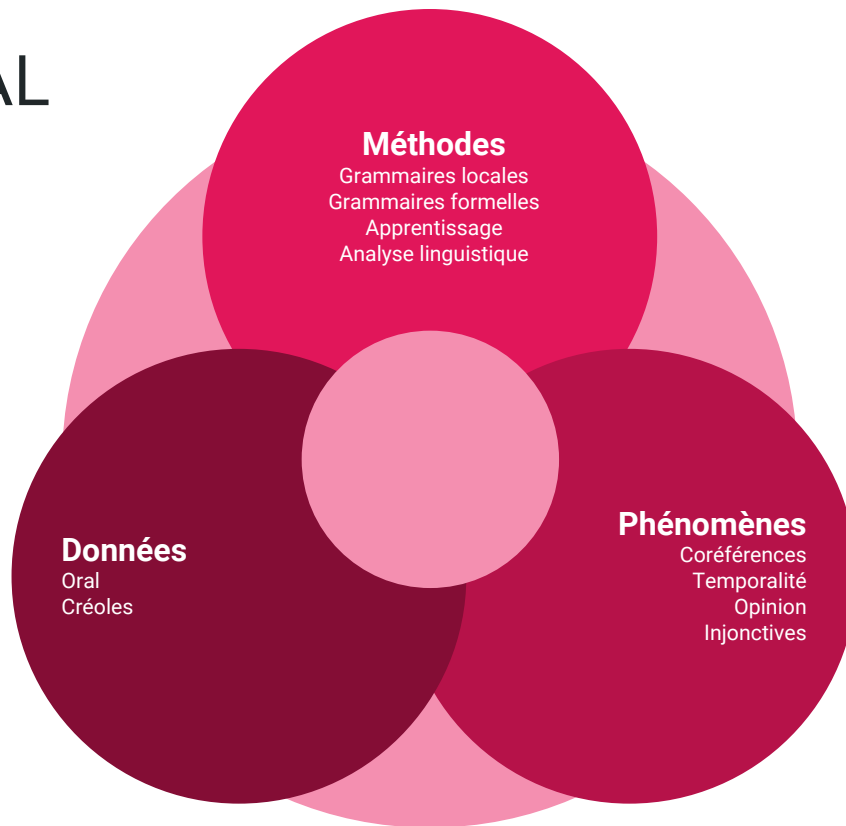 AL
Méthodes
Grammaires locales
Grammaires formelles
Apprentissage
Analyse linguistique
Données
Oral
Créoles
Phénomènes
Coréférences
Temporalité
Opinion
Injonctives